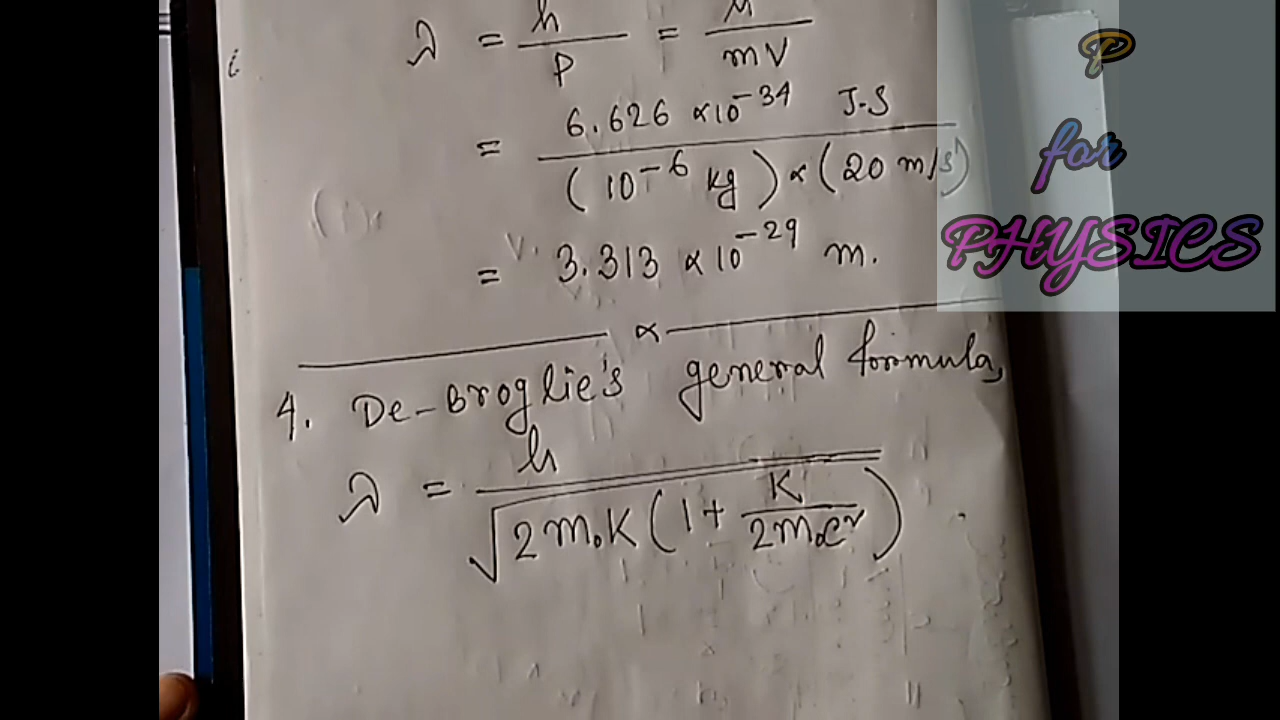 λ = h/P = h/mV
= 6.626 × 10⁻³⁴ J·S / (10⁻⁶ kg) × (20 m/s)
= 3.313 × 10⁻²⁹ m.
×
4. De-Broglie's general formula,
λ = h / √2m₀K(1 + K/2m₀c²)
P
for
PHYSICS